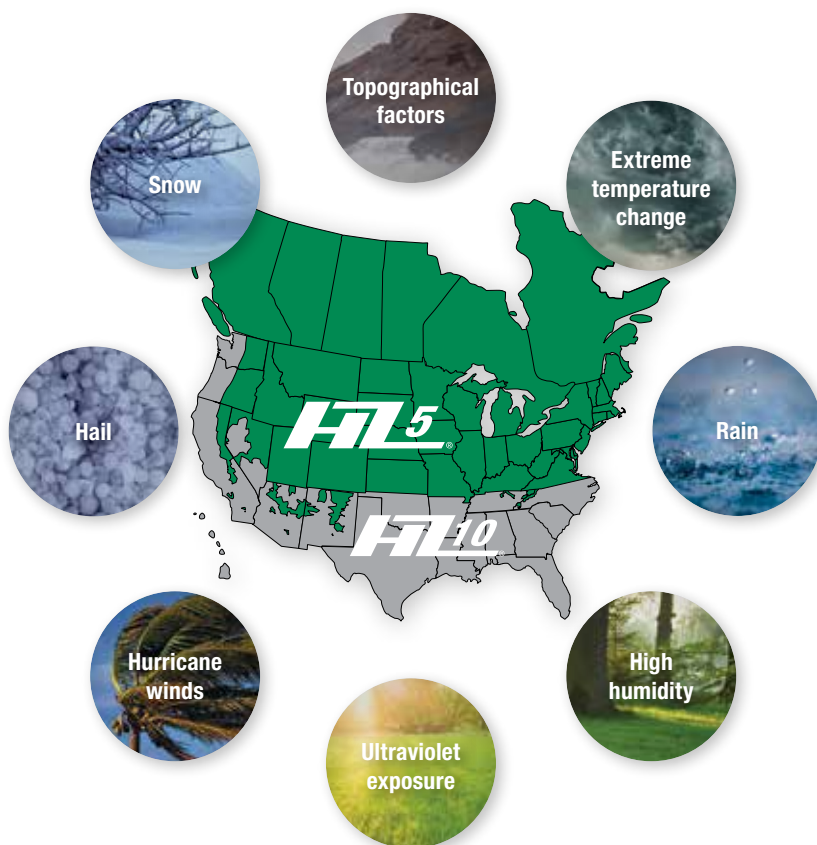 Topographical
factors
Snow
Extreme
temperature
change
HZ5®
Hail
Rain
HZ10®
Hurricane
winds
High
humidity
Ultraviolet
exposure